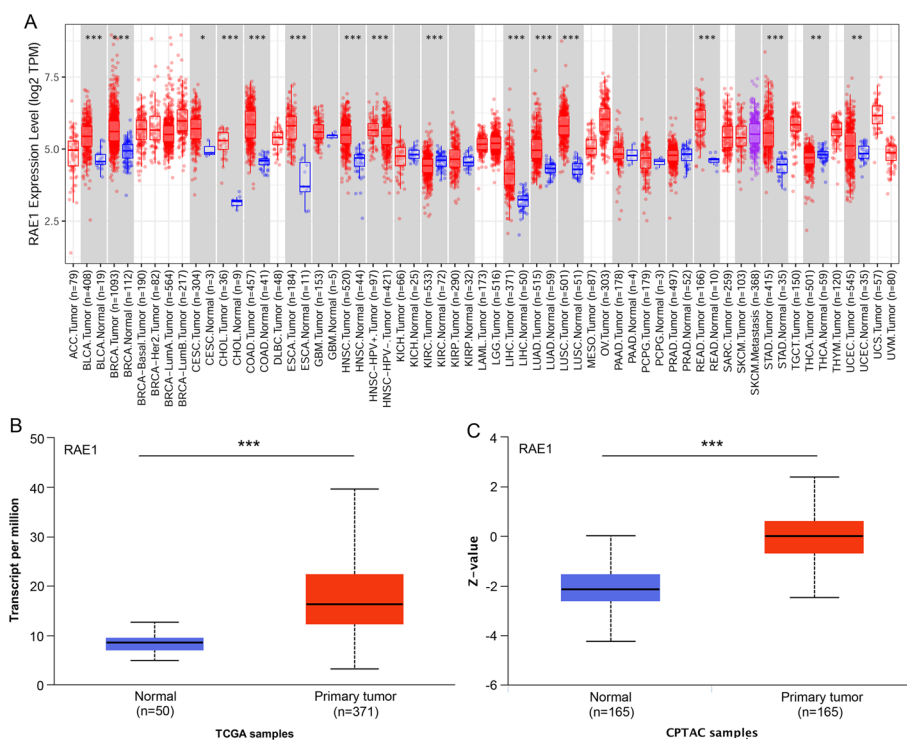 A
*** *** * *** *** *** *** *** *** *** *** *** *** *** ** **
RAE1 Expression Level (log2 TPM)
7.5
5.0
2.5
ACC.Tumor (n=79)
BLCA.Tumor (n=408)
BLCA.Normal (n=19)
BRCA.Tumor (n=1093)
BRCA.Normal (n=112)
BRCA-Basal.Tumor (n=190)
BRCA-Her2.Tumor (n=82)
BRCA-LumA.Tumor (n=564)
BRCA-LumB.Tumor (n=217)
CESC.Tumor (n=304)
CESC.Normal (n=3)
CHOL.Tumor (n=36)
CHOL.Normal (n=9)
COAD.Tumor (n=457)
COAD.Normal (n=41)
DLBC.Tumor (n=48)
ESCA.Tumor (n=184)
ESCA.Normal (n=11)
GBM.Tumor (n=153)
GBM.Normal (n=5)
HNSC.Tumor (n=520)
HNSC.Normal (n=44)
HNSC-HPV+.Tumor (n=97)
HNSC-HPV-.Tumor (n=421)
KICH.Tumor (n=66)
KICH.Normal (n=25)
KIRC.Tumor (n=533)
KIRC.Normal (n=72)
KIRP.Tumor (n=290)
KIRP.Normal (n=32)
LAML.Tumor (n=173)
LGG.Tumor (n=516)
LIHC.Tumor (n=371)
LIHC.Normal (n=50)
LUAD.Tumor (n=515)
LUAD.Normal (n=59)
LUSC.Tumor (n=501)
LUSC.Normal (n=51)
MESO.Tumor (n=87)
OV.Tumor (n=303)
PAAD.Tumor (n=178)
PAAD.Normal (n=4)
PCPG.Tumor (n=179)
PCPG.Normal (n=3)
PRAD.Tumor (n=497)
PRAD.Normal (n=52)
READ.Tumor (n=166)
READ.Normal (n=10)
SARC.Tumor (n=259)
SKCM.Tumor (n=103)
SKCM.Metastasis (n=368)
STAD.Tumor (n=415)
STAD.Normal (n=35)
TGCT.Tumor (n=150)
THCA.Tumor (n=501)
THCA.Normal (n=59)
THYM.Tumor (n=120)
UCEC.Tumor (n=545)
UCEC.Normal (n=35)
UCS.Tumor (n=57)
UVM.Tumor (n=80)
B
RAE1
***
Transcript per million
50
40
30
20
10
0
Normal
(n=50)
Primary tumor
(n=371)
TCGA samples
C
RAE1
***
Z-value
4
2
0
-2
-4
-6
Normal
(n=165)
Primary tumor
(n=165)
CPTAC samples